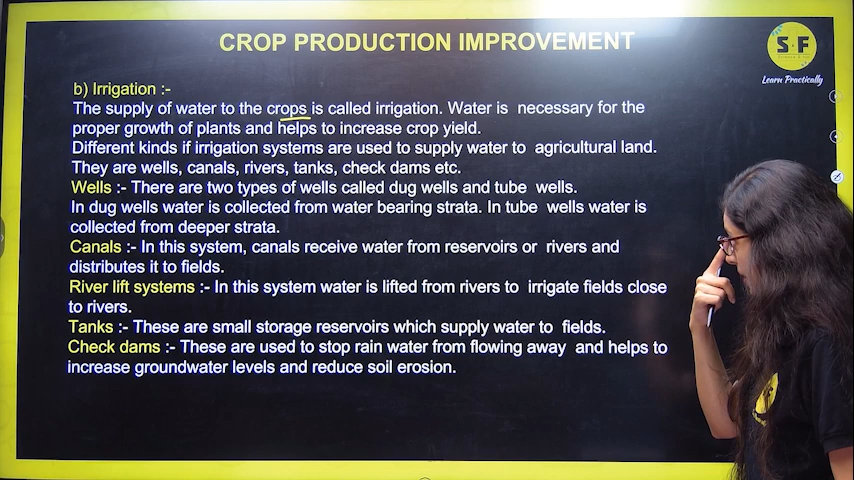 CROP PRODUCTION IMPROVEMENT
S F
Learn Practically
b) Irrigation :-
The supply of water to the crops is called irrigation. Water is necessary for the
proper growth of plants and helps to increase crop yield.
Different kinds if irrigation systems are used to supply water to agricultural land.
They are wells, canals, rivers, tanks, check dams etc.
Wells :- There are two types of wells called dug wells and tube wells.
In dug wells water is collected from water bearing strata. In tube wells water is
collected from deeper strata.
Canals :- In this system, canals receive water from reservoirs or rivers and
distributes it to fields.
River lift systems :- In this system water is lifted from rivers to irrigate fields close
to rivers.
Tanks :- These are small storage reservoirs which supply water to fields.
Check dams :- These are used to stop rain water from flowing away and helps to
increase groundwater levels and reduce soil erosion.